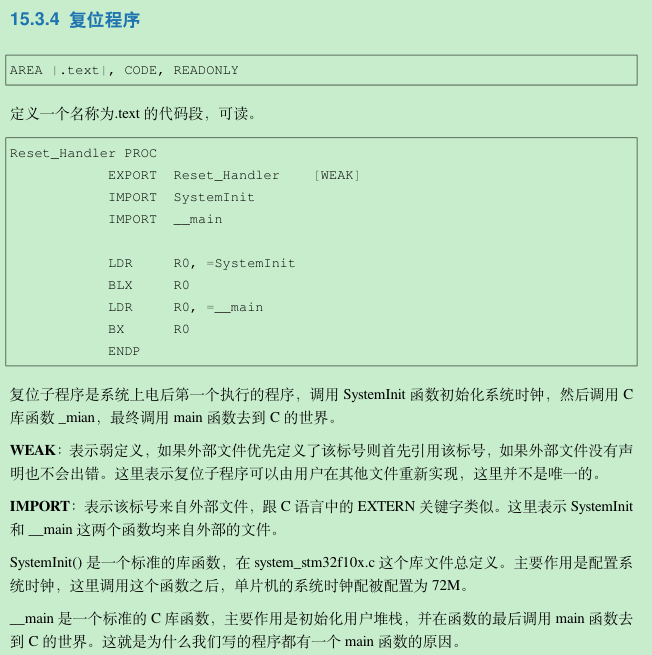 15.3.4 复位程序
AREA |.text|, CODE, READONLY
定义一个名称为.text 的代码段，可读。
Reset_Handler PROC
EXPORT Reset_Handler [WEAK]
IMPORT SystemInit
IMPORT __main
LDR R0, =SystemInit
BLX R0
LDR R0, =__main
BX R0
ENDP
复位子程序是系统上电后第一个执行的程序，调用 SystemInit 函数初始化系统时钟，然后调用 C
库函数 _mian，最终调用 main 函数去到 C 的世界。
WEAK：表示弱定义，如果外部文件优先定义了该标号则首先引用该标号，如果外部文件没有声
明也不会出错。这里表示复位子程序可以由用户在其他文件重新实现，这里并不是唯一的。
IMPORT：表示该标号来自外部文件，跟 C 语言中的 EXTERN 关键字类似。这里表示 SystemInit
和 __main 这两个函数均来自外部的文件。
SystemInit() 是一个标准的库函数，在 system_stm32f10x.c 这个库文件总定义。主要作用是配置系
统时钟，这里调用这个函数之后，单片机的系统时钟配被配置为 72M。
__main 是一个标准的 C 库函数，主要作用是初始化用户堆栈，并在函数的最后调用 main 函数去
到 C 的世界。这就是为什么我们写的程序都有一个 main 函数的原因。